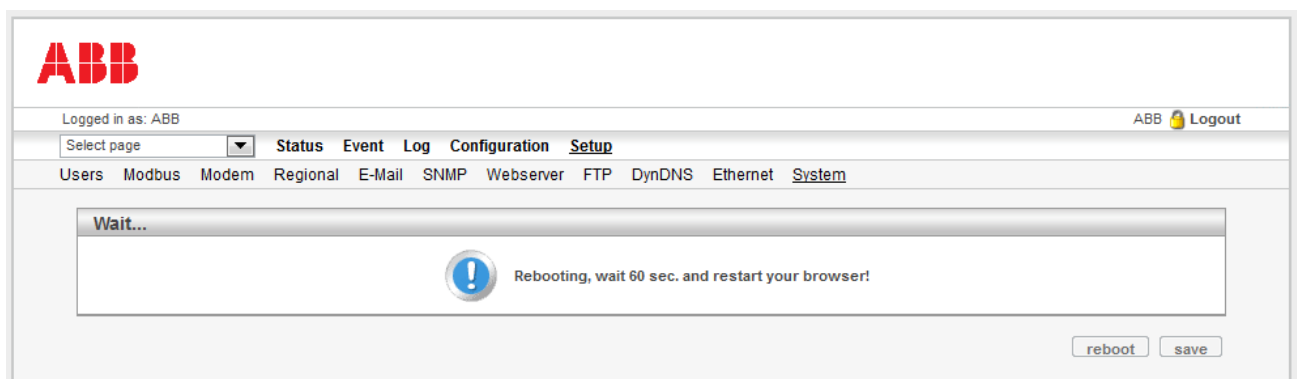 ABB
Logged in as: ABB ABB Logout
Select page Status Event Log Configuration Setup
Users Modbus Modem Regional E-Mail SNMP Webserver FTP DynDNS Ethernet System
Wait...
Rebooting, wait 60 sec. and restart your browser!
reboot save